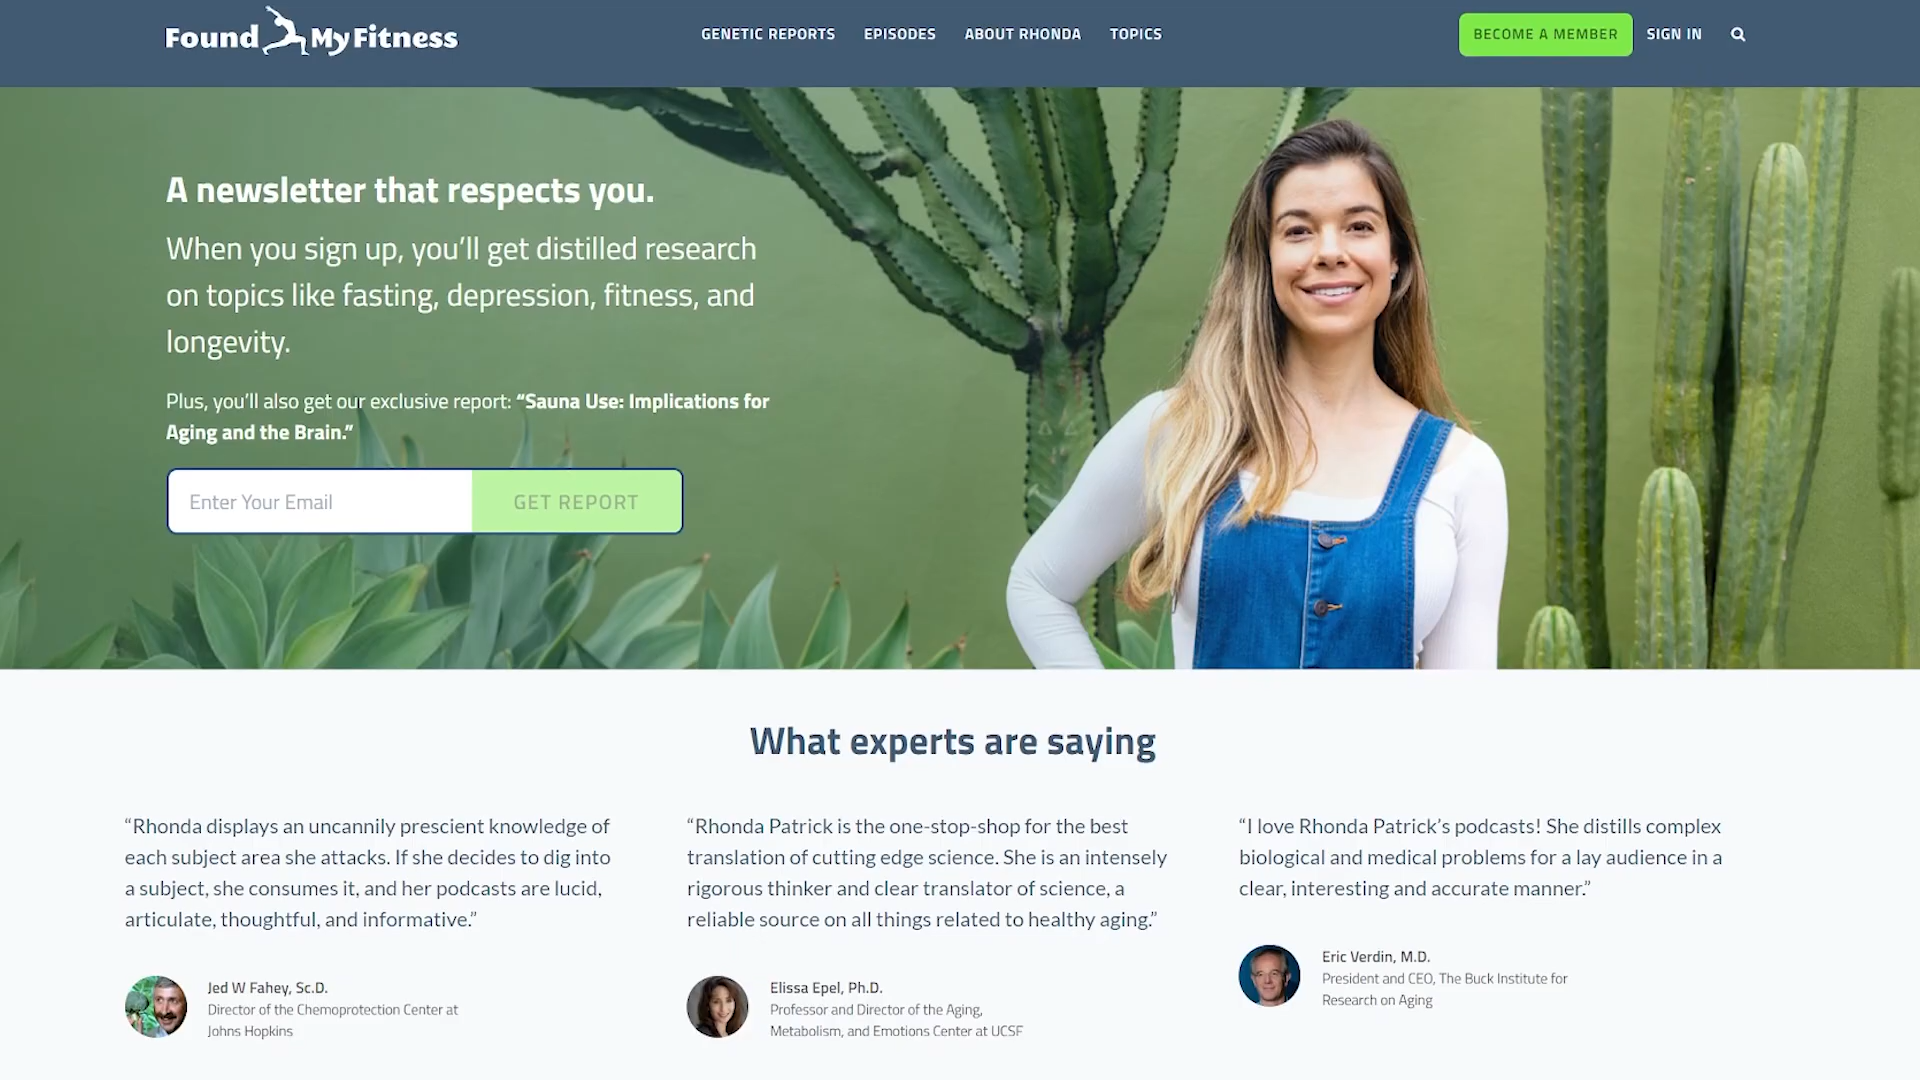 Found My Fitness
GENETIC REPORTS
EPISODES
ABOUT RHONDA
TOPICS
BECOME A MEMBER
SIGN IN
A newsletter that respects you.
When you sign up, you’ll get distilled research
on topics like fasting, depression, fitness, and
longevity.
Plus, you’ll also get our exclusive report: “Sauna Use: Implications for
Aging and the Brain.”
Enter Your Email
GET REPORT
What experts are saying
“Rhonda displays an uncannily prescient knowledge of
each subject area she attacks. If she decides to dig into
a subject, she consumes it, and her podcasts are lucid,
articulate, thoughtful, and informative.”
Jed W Fahey, Sc.D.
Director of the Chemoprotection Center at
Johns Hopkins
“Rhonda Patrick is the one-stop-shop for the best
translation of cutting edge science. She is an intensely
rigorous thinker and clear translator of science, a
reliable source on all things related to healthy aging.”
Elissa Epel, Ph.D.
Professor and Director of the Aging,
Metabolism, and Emotions Center at UCSF
“I love Rhonda Patrick’s podcasts! She distills complex
biological and medical problems for a lay audience in a
clear, interesting and accurate manner.”
Eric Verdin, M.D.
President and CEO, The Buck Institute for
Research on Aging